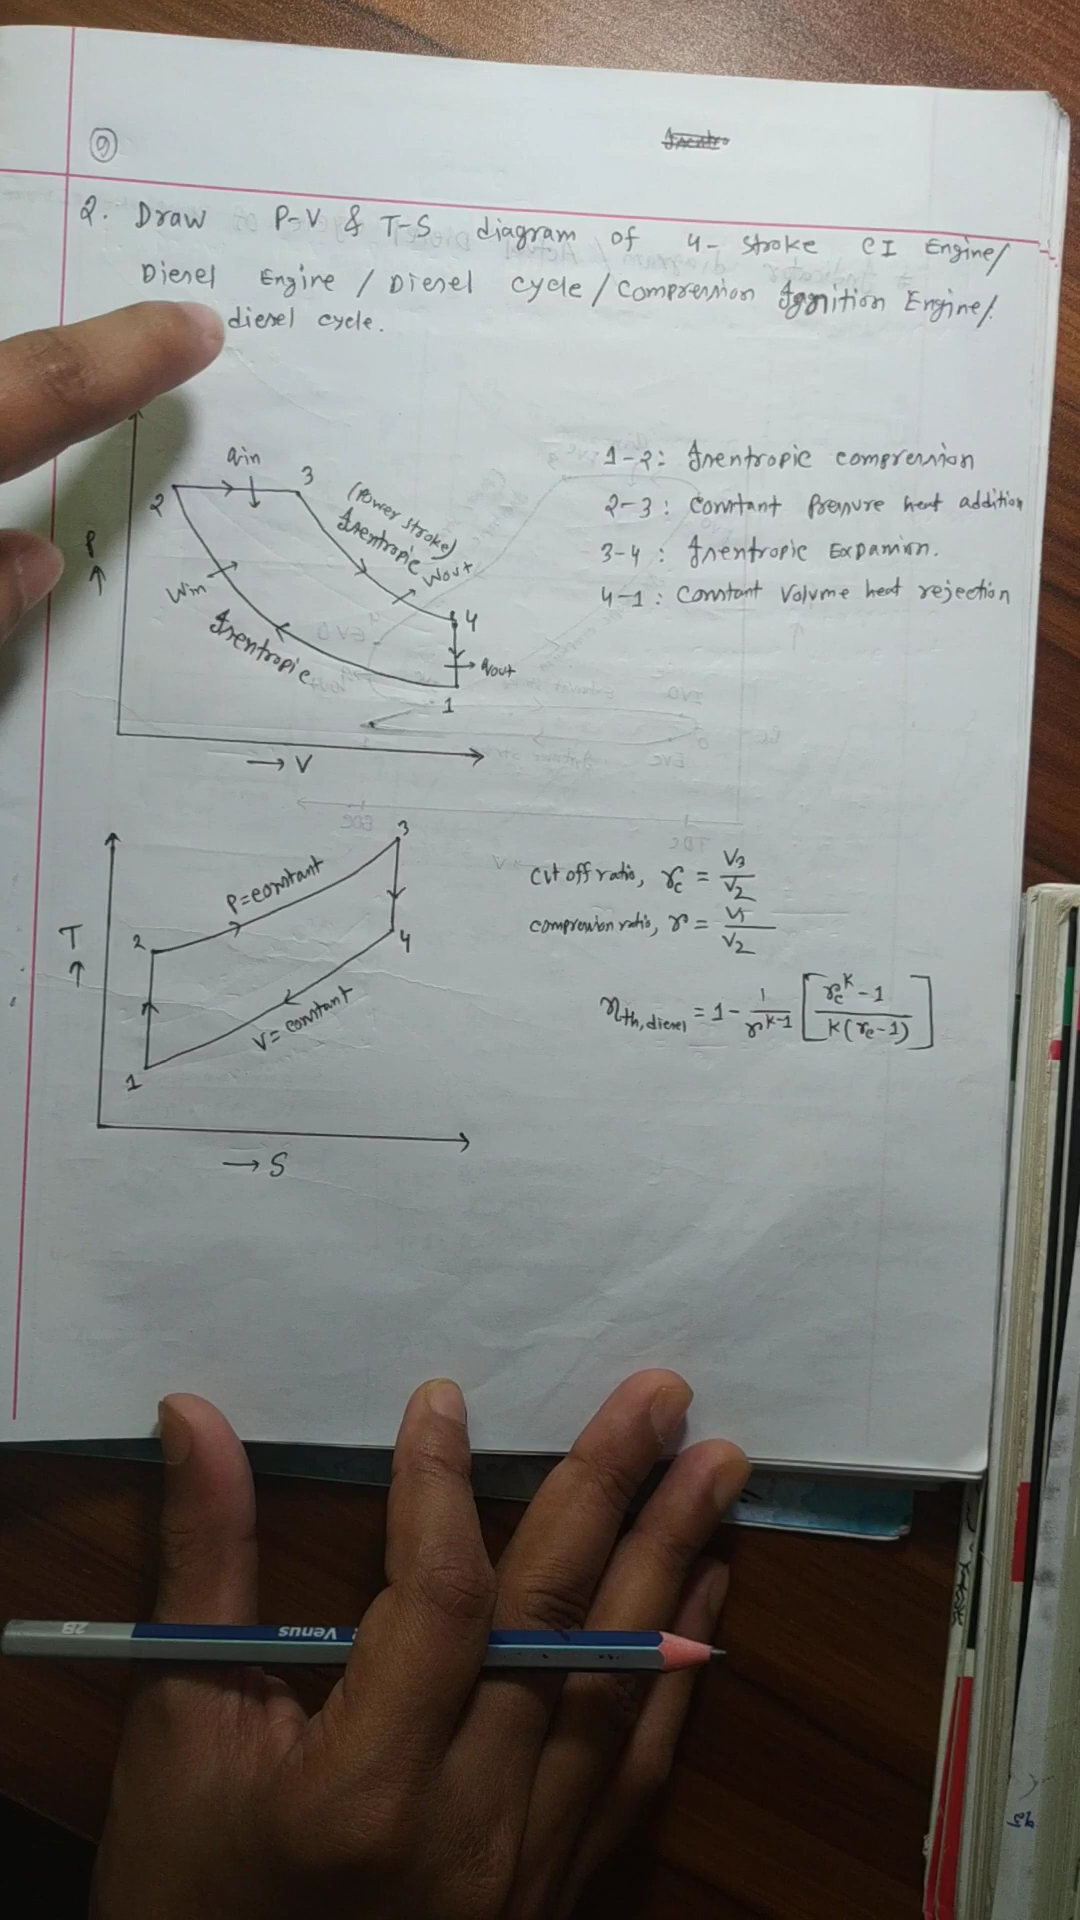 9
2. Draw P-V & T-S diagram of 4-stroke CI Engine/
Diesel Engine / Diesel cycle / Compression Ignition Engine/
diesel cycle.
qin
2
3
(Power stroke)
Isentropic
Wout
P
Win
Isentropic
4
qout
1
→ V
1-2: Isentropic compression
2-3: Constant Pressure heat addition
3-4: Isentropic Expansion.
4-1: Constant Volume heat rejection
3
P=constant
T
2
4
V=constant
1
→ S
Cut off ratio, rc = V3/V2
compression ratio, r = V1/V2
ηth,diesel = 1 - 1/r^k-1 [rc^k - 1 / k(rc-1)]
Venus
2B